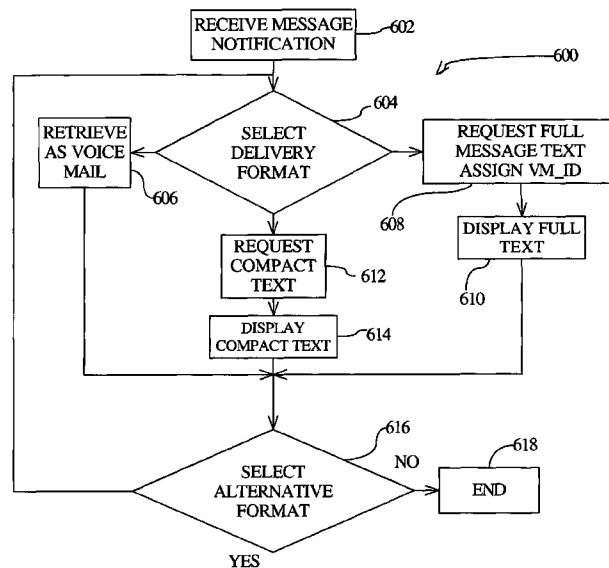 RECEIVE MESSAGE
NOTIFICATION
602
600
604
SELECT
DELIVERY
FORMAT
RETRIEVE
AS VOICE
MAIL
606
REQUEST FULL
MESSAGE TEXT
ASSIGN VM_ID
608
DISPLAY FULL
TEXT
610
REQUEST
COMPACT
TEXT
612
DISPLAY
COMPACT TEXT
614
616
SELECT
ALTERNATIVE
FORMAT
NO
618
END
YES